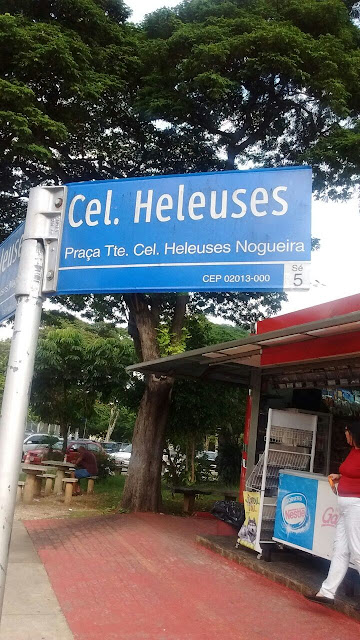 Cel. Heleuses
Praça Tte. Cel. Heleuses Nogueira
CEP 02013-000
Sé
5
Nestlé